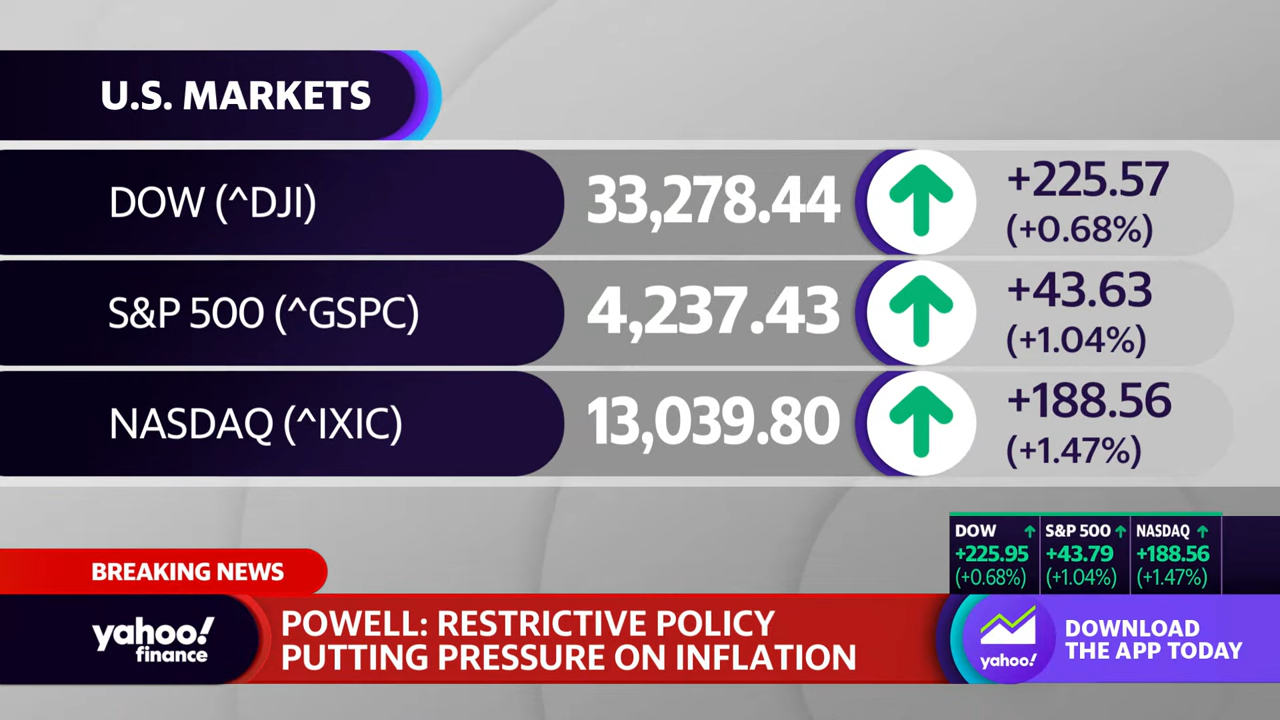 U.S. MARKETS
DOW (^DJI) 33,278.44 +225.57
(+0.68%)
S&P 500 (^GSPC) 4,237.43 +43.63
(+1.04%)
NASDAQ (^IXIC) 13,039.80 +188.56
(+1.47%)
DOW S&P 500 NASDAQ
+225.95 +43.79 +188.56
(+0.68%) (+1.04%) (+1.47%)
BREAKING NEWS
yahoo!
finance
POWELL: RESTRICTIVE POLICY
PUTTING PRESSURE ON INFLATION
yahoo!
DOWNLOAD
THE APP TODAY